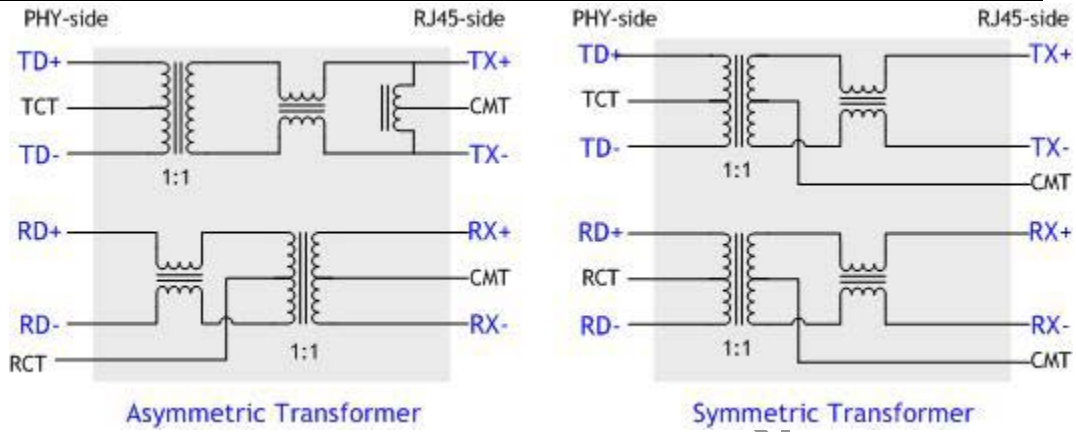 PHY-side RJ45-side
TD+ TX+
TCT CMT
TD- TX-
1:1
RD+ RX+
CMT
RD- RX-
RCT
1:1
Asymmetric Transformer
PHY-side RJ45-side
TD+ TX+
TCT
TD- TX-
1:1
CMT
RD+ RX+
RCT
RD- RX-
1:1
CMT
Symmetric Transformer